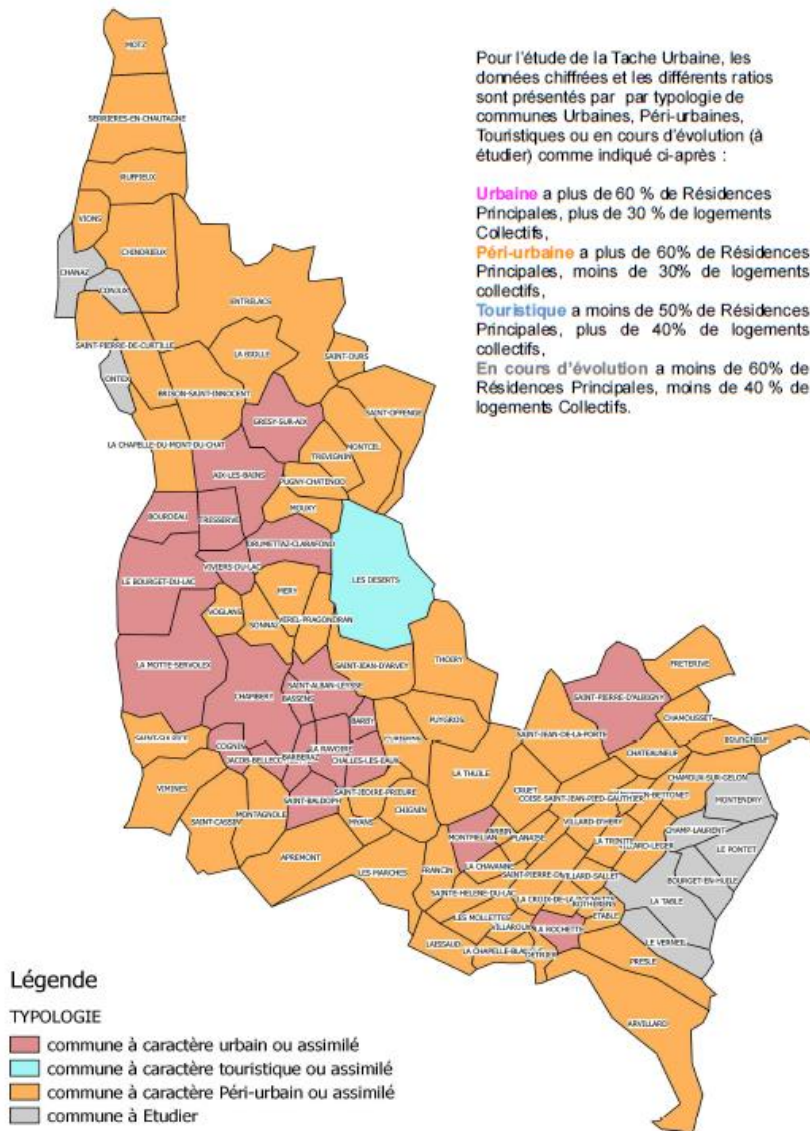 Pour l'étude de la Tache Urbaine, les
données chiffrées et les différents ratios
sont présentés par par typologie de
communes Urbaines, Péri-urbaines,
Touristiques ou en cours d'évolution (à
étudier) comme indiqué ci-après :
Urbaine a plus de 60 % de Résidences
Principales, plus de 30 % de logements
Collectifs,
Péri-urbaine a plus de 60% de Résidences
Principales, moins de 30% de logements
collectifs,
Touristique a moins de 50% de Résidences
Principales, plus de 40% de logements
collectifs,
En cours d'évolution a moins de 60% de
Résidences Principales, moins de 40 % de
logements Collectifs.
MOTZ
SERRIERES-EN-CHAUTAGNE
RUFFIEUX
VIONS
CHINDRIEUX
CHANAZ
CONJUX
ENTRELACS
SAINT-PIERRE-DE-CURTILLE
LA BIOLLE
SAINT-OURS
ONTEX
BRISON-SAINT-INNOCENT
SAINT-OFFENGE
GRESY-SUR-AIX
LA CHAPELLE-DU-MONT-DU-CHAT
MONTCEL
TREVIGNIN
AIX-LES-BAINS
PUGNY-CHATENOD
MOUXY
BOURDEAU
TRESSERVE
DRUMETTAZ-CLARAFOND
VIVIERS-DU-LAC
LE BOURGET-DU-LAC
LES DESERTS
MERY
VOGLANS
SONNAZ
VEREL-PRAGONDRAN
LA MOTTE-SERVOLEX
SAINT-JEAN-D'ARVEY
THOIRY
FRETERIVE
SAINT-ALBAN-LEYSSE
CHAMBERY
BASSENS
SAINT-PIERRE-D'ALBIGNY
BARBY
PUYGROS
CHAMOUSSET
SAINT-JEAN-DE-LA-PORTE
COGNIN
LA RAVOIRE
BARBERAZ
CHALLES-LES-EAUX
CHATEAUNEUF
JACOB-BELLECO
LA THUILE
CHAMOUX-SUR-GELON
VIMINES
SAINT-JEOIRE-PRIEURE
CRUET
COISE-SAINT-JEAN-PIED-GAUTHIER
BETTONET
MONTENDRY
SAINT-BALDOPH
SAINT-CASSIN
MONTAGNOLE
MYANS
CHIGNIN
VILLARD-D'HERY
CHAMP-LAURENT
MONTMELIAN
PLANAISE
LA TRINITE
LE PONTET
APREMONT
LA CHAVANNE
LES MARCHES
FRANCIN
VILLARD-SALLET
BOURGET-EN-HUILE
SAINTE-HELENE-DU-LAC
LA TABLE
LES MOLLETTES
ETABLE
LA ROCHETTE
LAISSAUD
LE VERNEIL
DETRIER
PRESLE
ARVILLARD
Légende
TYPOLOGIE
commune à caractère urbain ou assimilé
commune à caractère touristique ou assimilé
commune à caractère Péri-urbain ou assimilé
commune à Etudier